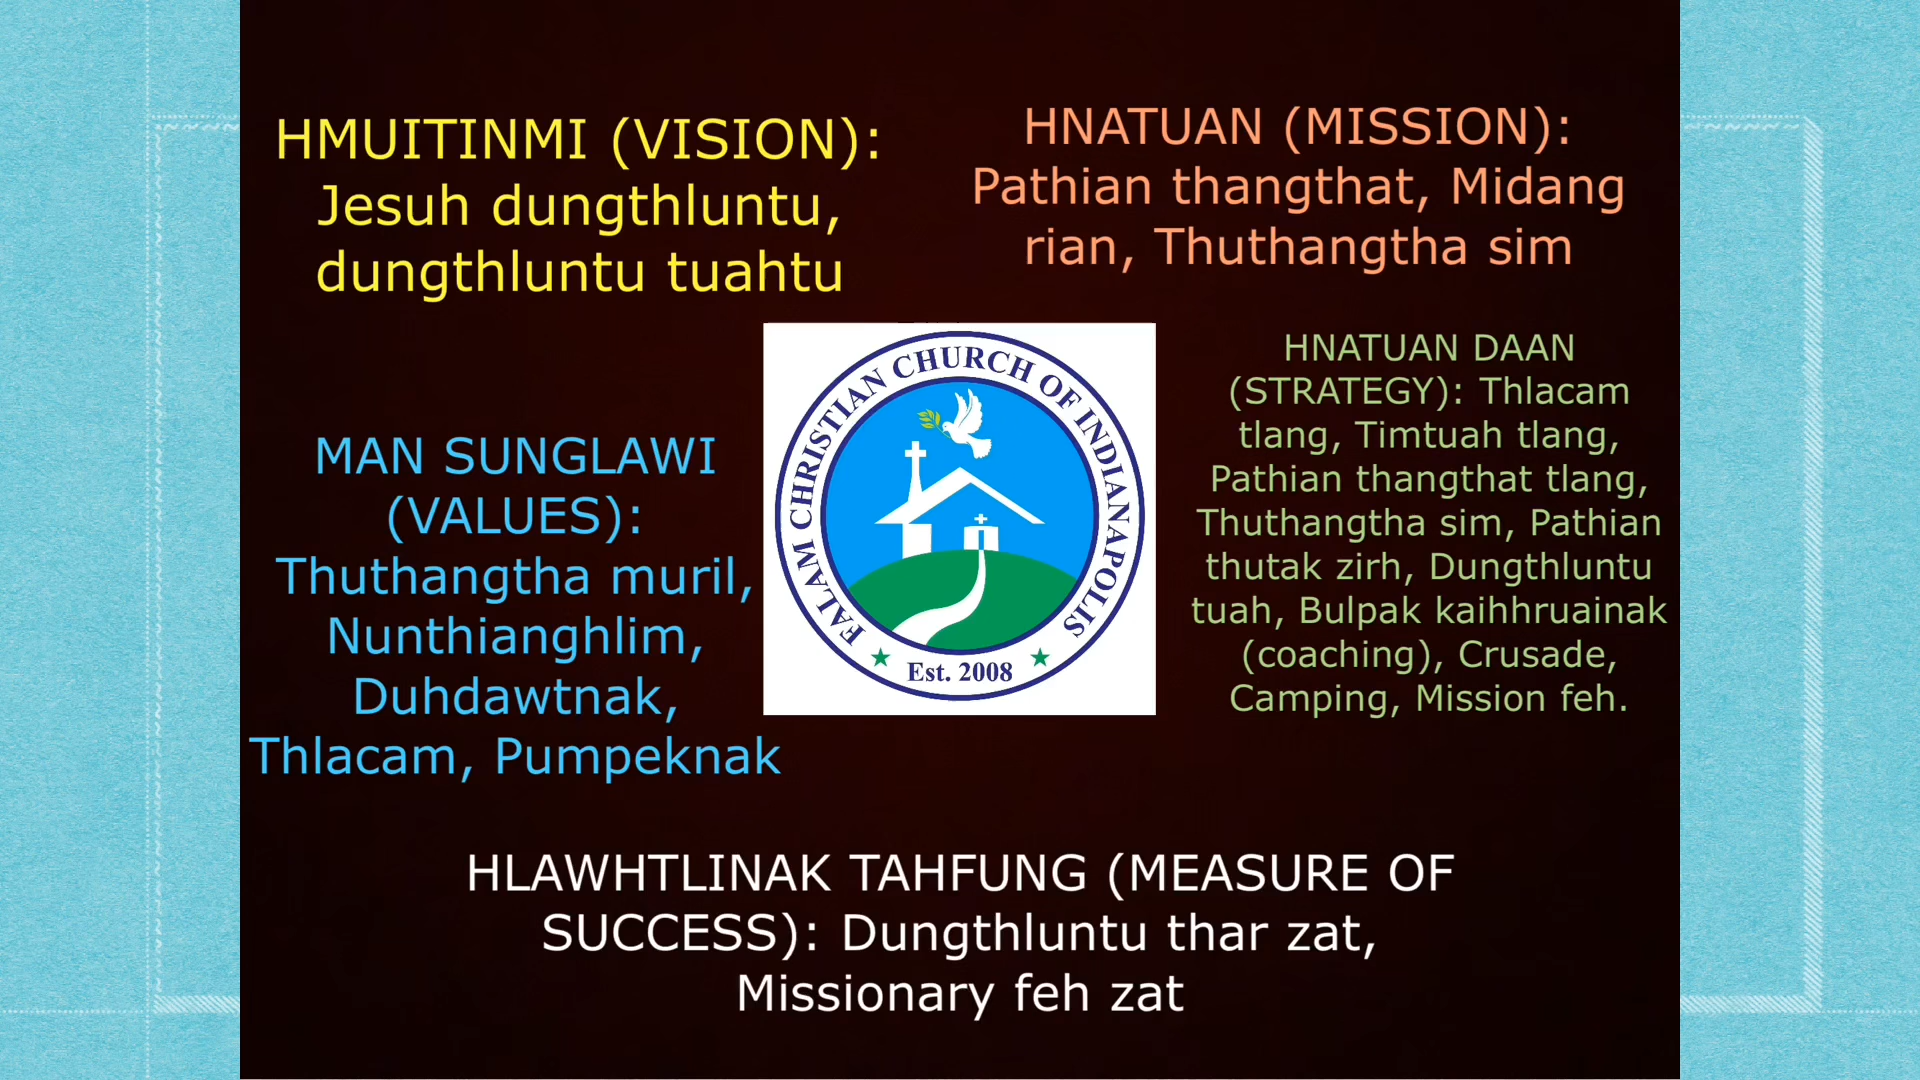 HMUITINMI (VISION):
Jesuh dungthluntu,
dungthluntu tuahtu
HNATUAN (MISSION):
Pathian thangthat, Midang
rian, Thuthangtha sim
MAN SUNGLAWI
(VALUES):
Thuthangtha muril,
Nunthianghlim,
Duhdawtnak,
Thlacam, Pumpeknak
FALAM CHRISTIAN CHURCH OF INDIANAPOLIS
Est. 2008
HNATUAN DAAN
(STRATEGY): Thlacam
tlang, Timtuah tlang,
Pathian thangthat tlang,
Thuthangtha sim, Pathian
thutak zirh, Dungthluntu
tuah, Bulpak kaihhruainak
(coaching), Crusade,
Camping, Mission feh.
HLAWHTLINAK TAHFUNG (MEASURE OF
SUCCESS): Dungthluntu thar zat,
Missionary feh zat